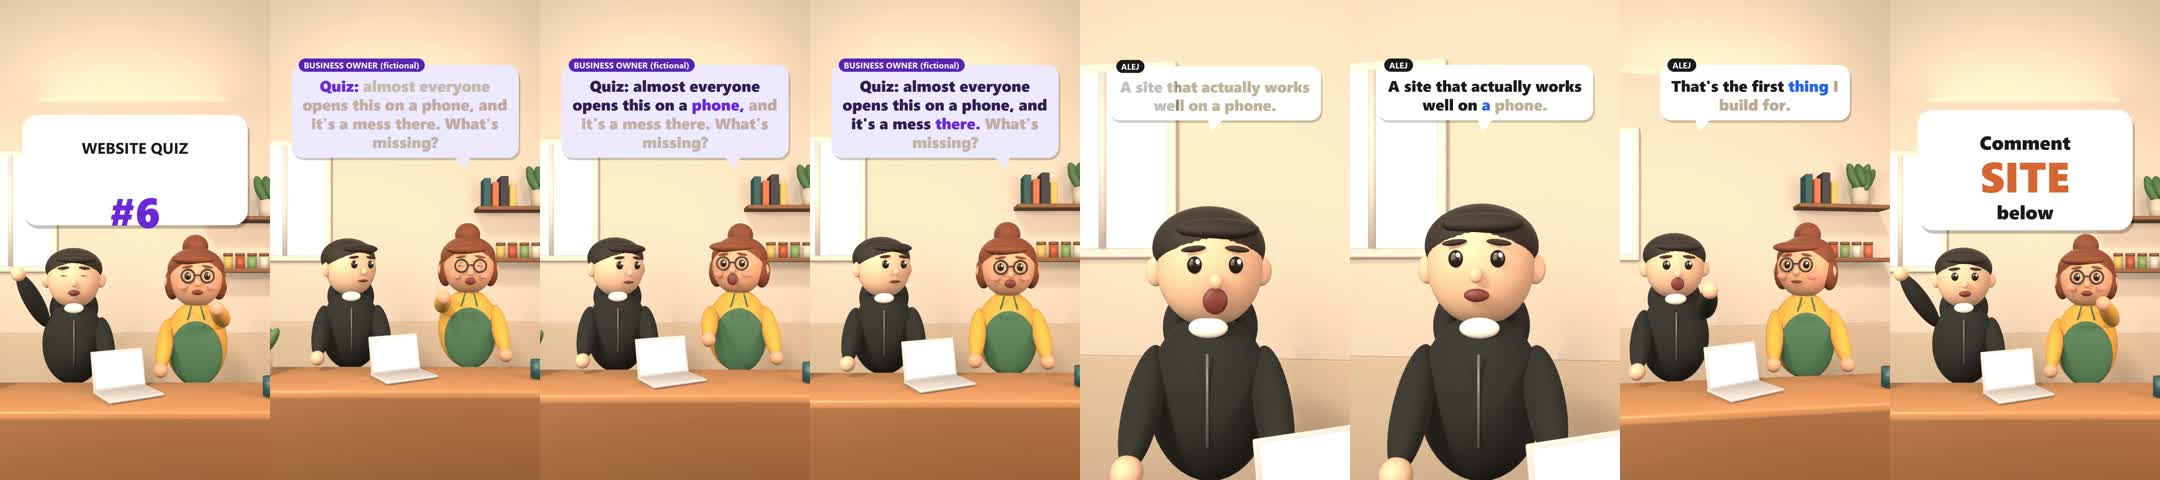 WEBSITE QUIZ
#6
BUSINESS OWNER (fictional)
Quiz: almost everyone
opens this on a phone, and
it's a mess there. What's
missing?
BUSINESS OWNER (fictional)
Quiz: almost everyone
opens this on a phone, and
it's a mess there. What's
missing?
BUSINESS OWNER (fictional)
Quiz: almost everyone
opens this on a phone, and
it's a mess there. What's
missing?
ALEJ
A site that actually works
well on a phone.
ALEJ
A site that actually works
well on a phone.
ALEJ
That's the first thing I
build for.
Comment
SITE
below